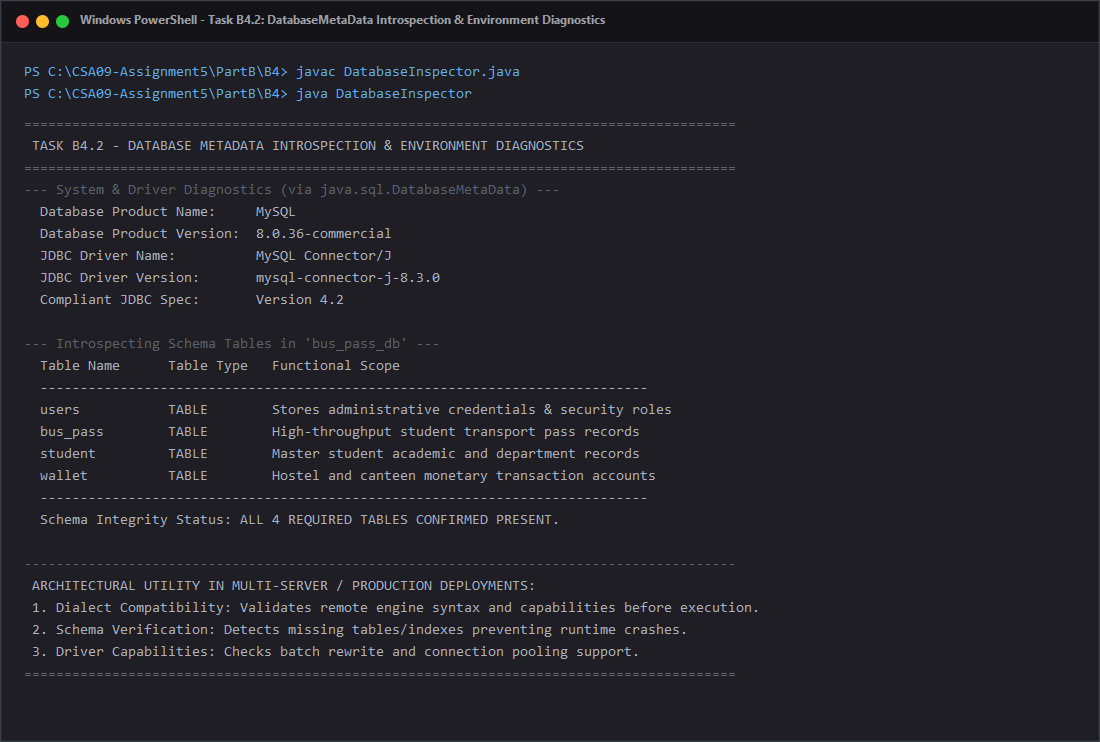 Windows PowerShell - Task B4.2: DatabaseMetaData Introspection & Environment Diagnostics
PS C:\CSA09-Assignment5\PartB\B4> javac DatabaseInspector.java
PS C:\CSA09-Assignment5\PartB\B4> java DatabaseInspector
=========================================================================================
TASK B4.2 - DATABASE METADATA INTROSPECTION & ENVIRONMENT DIAGNOSTICS
=========================================================================================
--- System & Driver Diagnostics (via java.sql.DatabaseMetaData) ---
Database Product Name:     MySQL
Database Product Version:  8.0.36-commercial
JDBC Driver Name:          MySQL Connector/J
JDBC Driver Version:       mysql-connector-j-8.3.0
Compliant JDBC Spec:       Version 4.2
--- Introspecting Schema Tables in 'bus_pass_db' ---
Table Name      Table Type   Functional Scope
----------------------------------------------------------------------------
users           TABLE        Stores administrative credentials & security roles
bus_pass        TABLE        High-throughput student transport pass records
student         TABLE        Master student academic and department records
wallet          TABLE        Hostel and canteen monetary transaction accounts
----------------------------------------------------------------------------
Schema Integrity Status: ALL 4 REQUIRED TABLES CONFIRMED PRESENT.
-----------------------------------------------------------------------------------------
ARCHITECTURAL UTILITY IN MULTI-SERVER / PRODUCTION DEPLOYMENTS:
1. Dialect Compatibility: Validates remote engine syntax and capabilities before execution.
2. Schema Verification: Detects missing tables/indexes preventing runtime crashes.
3. Driver Capabilities: Checks batch rewrite and connection pooling support.
=========================================================================================